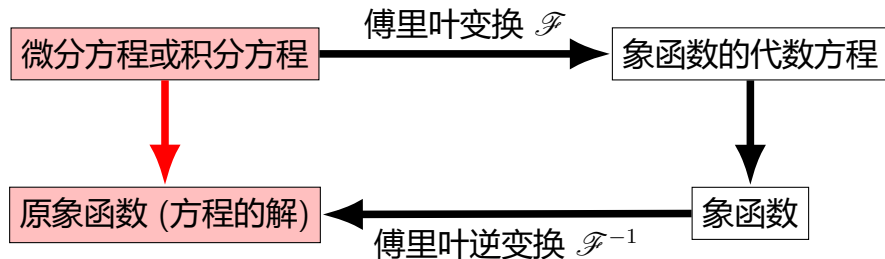 傅里叶变换 ℱ
微分方程或积分方程
象函数的代数方程
原象函数 (方程的解)
象函数
傅里叶逆变换 ℱ⁻¹